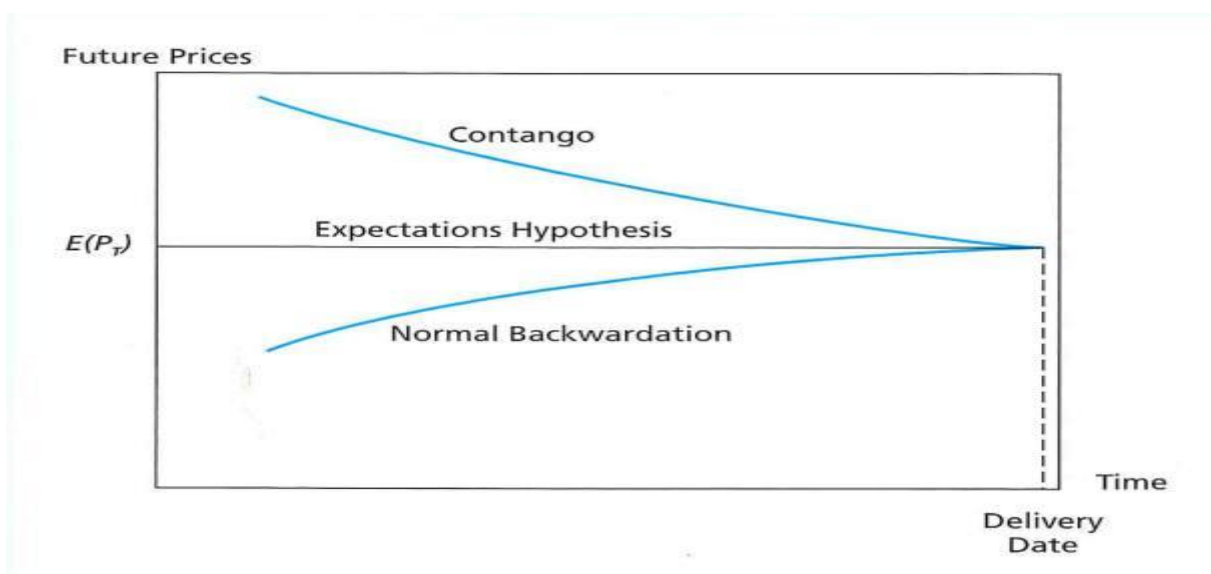 Future Prices
Contango
Expectations Hypothesis
E(P_T)
Normal Backwardation
Time
Delivery
Date